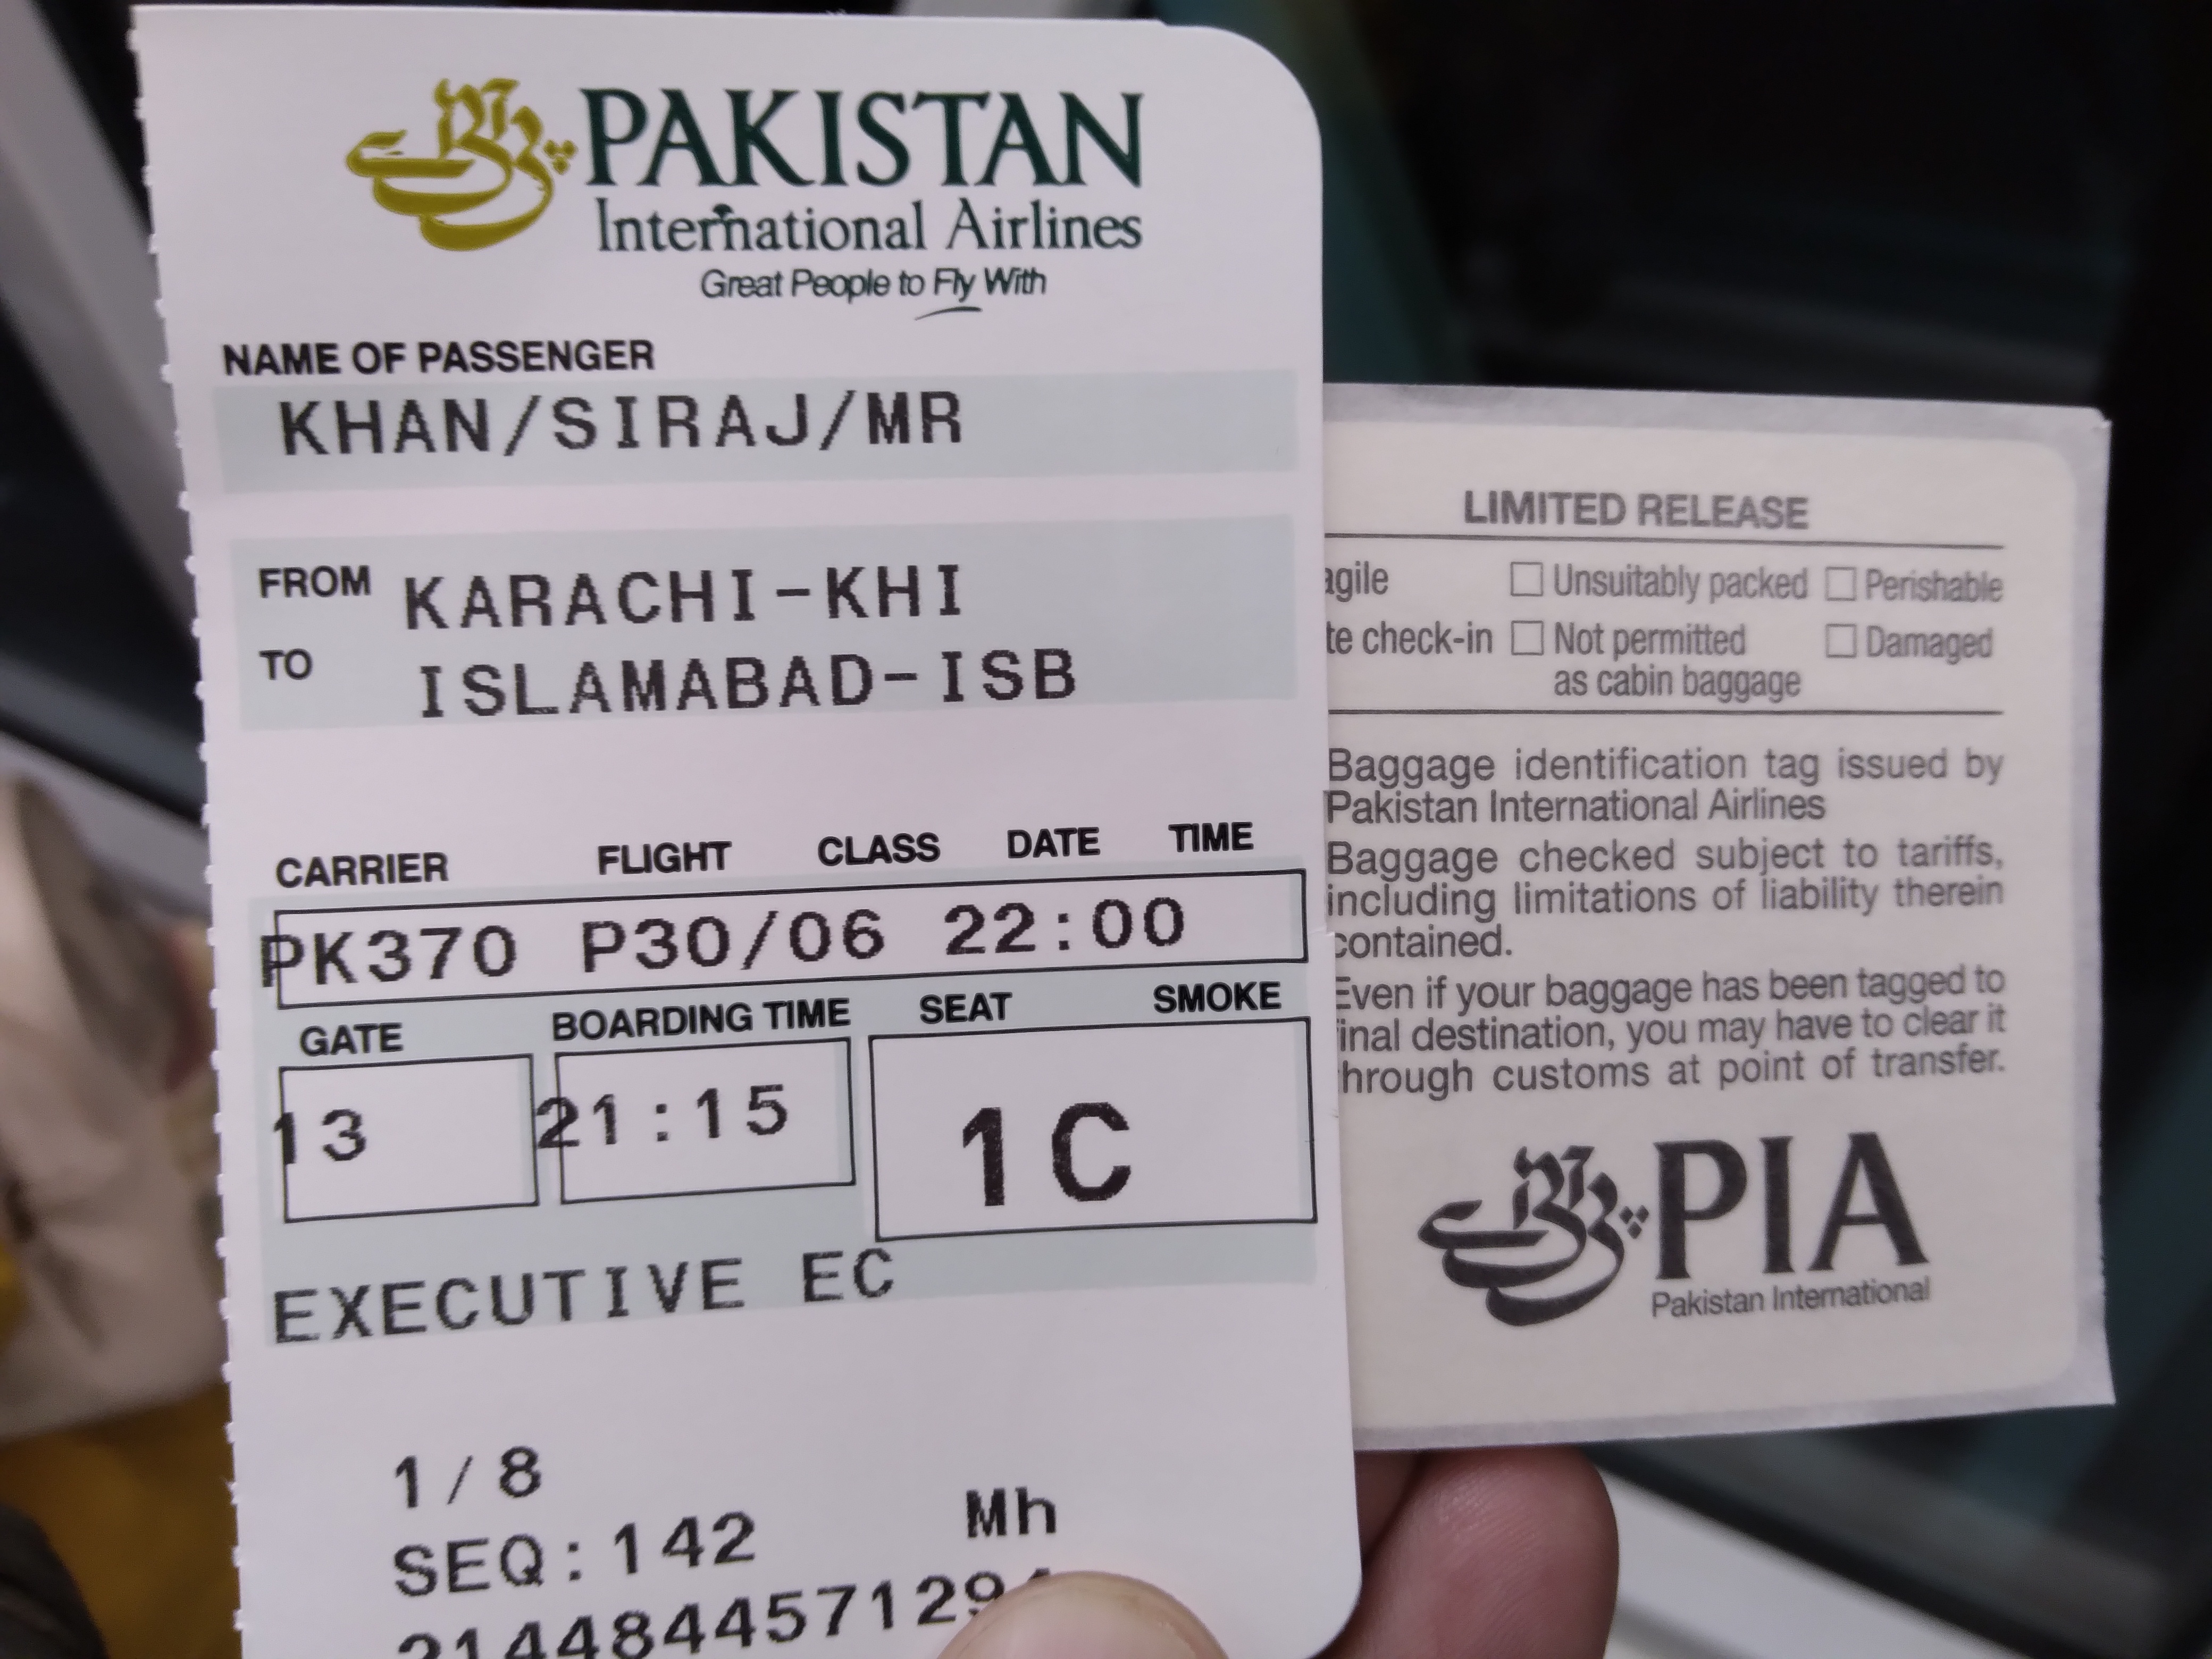 PAKISTAN
International Airlines
Great People to Fly With
NAME OF PASSENGER
KHAN/SIRAJ/MR
FROM KARACHI-KHI
TO ISLAMABAD-ISB
CARRIER FLIGHT CLASS DATE TIME
PK370 P30/06 22:00
GATE BOARDING TIME SEAT SMOKE
13 21:15 1C
EXECUTIVE EC
1/8
SEQ:142 Mh
214484457129
LIMITED RELEASE
Unsuitably packed Perishable
check-in Not permitted Damaged
as cabin baggage
Baggage identification tag issued by
Pakistan International Airlines
Baggage checked subject to tariffs,
including limitations of liability therein
contained.
Even if your baggage has been tagged to
final destination, you may have to clear it
through customs at point of transfer.
PIA
Pakistan International